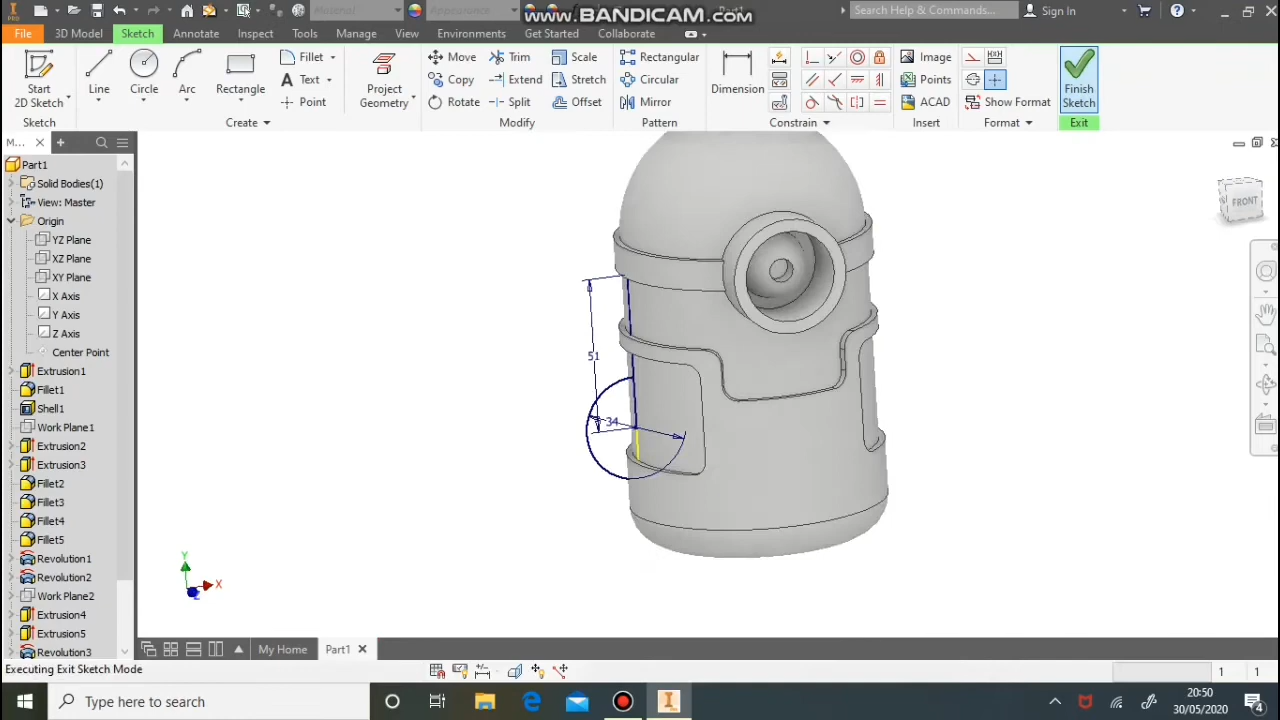 Material
Appearance
Part1
www.BANDICAM.com
Search Help & Commands...
Sign In
PRO
File
3D Model
Sketch
Annotate
Inspect
Tools
Manage
View
Environments
Get Started
Collaborate
Start
2D Sketch
Line
Circle
Arc
Rectangle
Fillet
Text
Point
Project
Geometry
Move
Copy
Rotate
Trim
Extend
Split
Scale
Stretch
Offset
Rectangular
Circular
Mirror
Dimension
Image
Points
ACAD
Show Format
Finish
Sketch
Sketch
Create
Modify
Pattern
Constrain
Insert
Format
Exit
M...
Part1
Solid Bodies(1)
View: Master
Origin
YZ Plane
XZ Plane
XY Plane
X Axis
Y Axis
Z Axis
Center Point
Extrusion1
Fillet1
Shell1
Work Plane1
Extrusion2
Extrusion3
Fillet2
Fillet3
Fillet4
Fillet5
Revolution1
Revolution2
Work Plane2
Extrusion4
Extrusion5
Revolution3
FRONT
51
34
Y
X
Z
My Home
Part1
Executing Exit Sketch Mode
1
1
Type here to search
20:50
30/05/2020
4